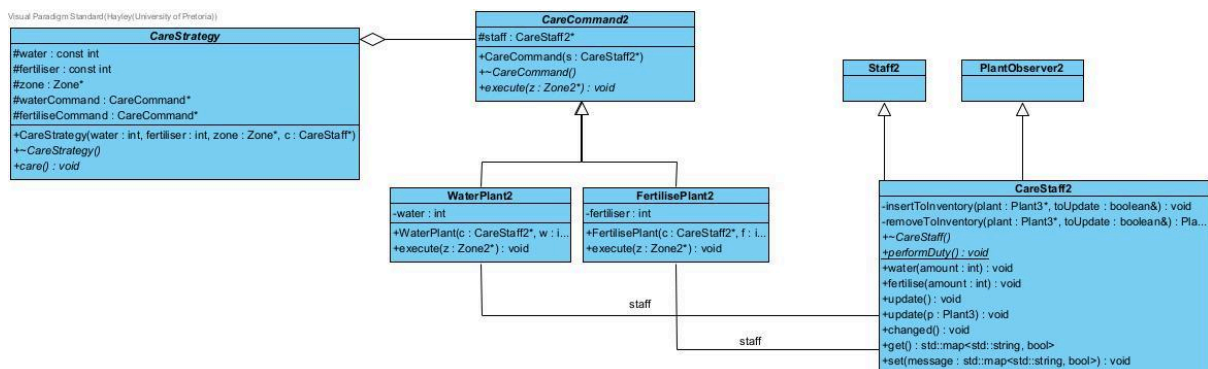 Visual Paradigm Standard(Hayley(University of Pretoria))
CareStrategy
#water : const int
#fertiliser : const int
#zone : Zone*
#waterCommand : CareCommand*
#fertiliseCommand : CareCommand*
+CareStrategy(water : int, fertiliser : int, zone : Zone*, c : CareStaff*)
+~CareStrategy()
+care() : void
CareCommand2
#staff : CareStaff2*
+CareCommand(s : CareStaff2*)
+~CareCommand()
+execute(z : Zone2*) : void
Staff2
PlantObserver2
WaterPlant2
-water : int
+WaterPlant(c : CareStaff2*, w : i...
+execute(z : Zone2*) : void
FertilisePlant2
-fertiliser : int
+FertilisePlant(c : CareStaff2*, f : i...
+execute(z : Zone2*) : void
CareStaff2
-insertToInventory(plant : Plant3*, toUpdate : boolean&) : void
-removeToInventory(plant : Plant3*, toUpdate : boolean&) : Pla...
+~CareStaff()
+performDuty() : void
+water(amount : int) : void
+fertilise(amount : int) : void
+update() : void
+update(p : Plant3) : void
+changed() : void
+get() : std::map<std::string, bool>
+set(message : std::map<std::string, bool>) : void
staff
staff